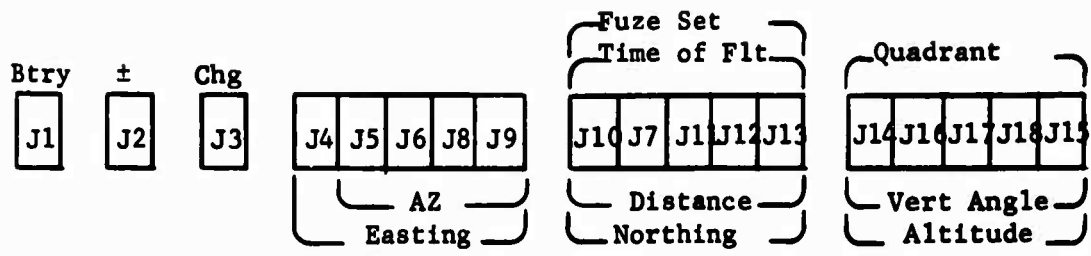 Fuze Set
Time of Flt.
Quadrant
Btry ± Chg
J1 J2 J3 J4 J5 J6 J8 J9 J10 J7 J11 J12 J13 J14 J16 J17 J18 J15
AZ Distance Vert Angle
Easting Northing Altitude